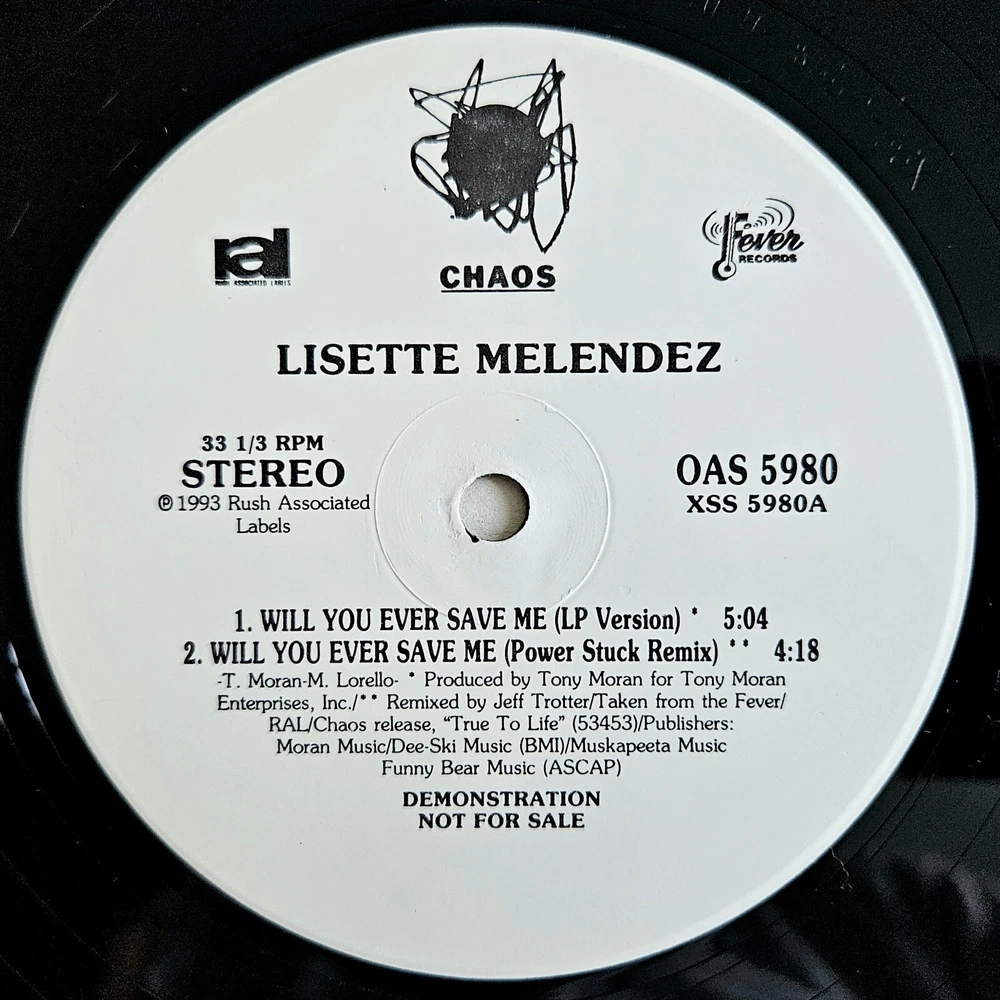 ral
RUSH ASSOCIATED LABELS
Fever
RECORDS
CHAOS
LISETTE MELENDEZ
33 1/3 RPM
STEREO
℗ 1993 Rush Associated
Labels
OAS 5980
XSS 5980A
1. WILL YOU EVER SAVE ME (LP Version) * 5:04
2. WILL YOU EVER SAVE ME (Power Stuck Remix) ** 4:18
-T. Moran-M. Lorello- * Produced by Tony Moran for Tony Moran
Enterprises, Inc./** Remixed by Jeff Trotter/Taken from the Fever/
RAL/Chaos release, "True To Life" (53453)/Publishers:
Moran Music/Dee-Ski Music (BMI)/Muskapeeta Music
Funny Bear Music (ASCAP)
DEMONSTRATION
NOT FOR SALE